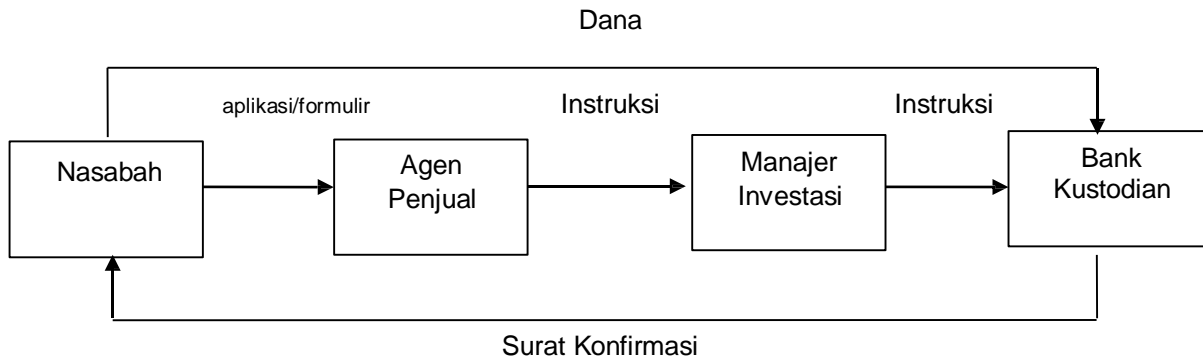 Dana
aplikasi/formulir
Instruksi
Instruksi
Nasabah
Agen
Penjual
Manajer
Investasi
Bank
Kustodian
Surat Konfirmasi